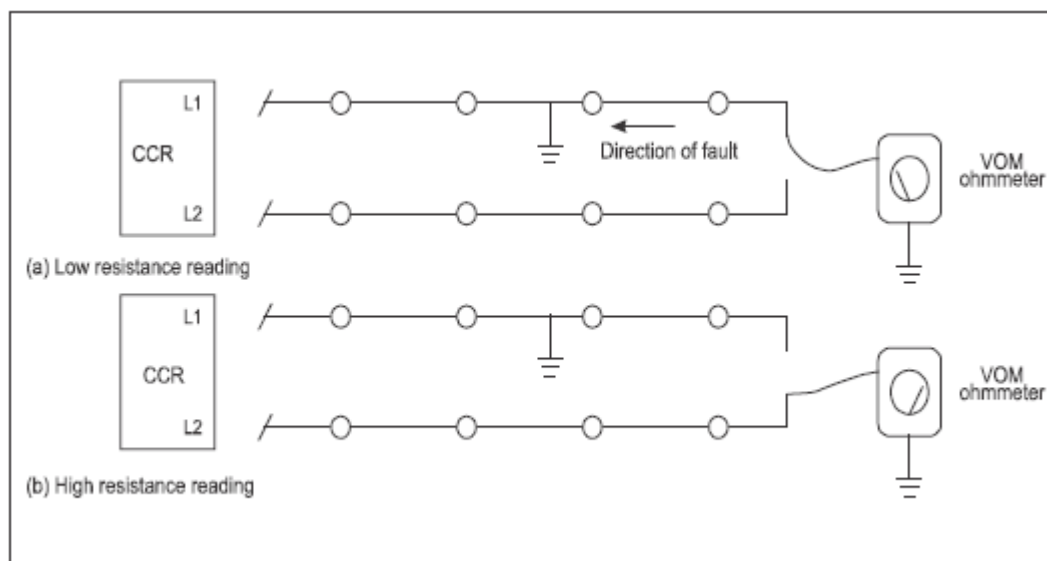 L1
CCR
Direction of fault
VOM
ohmmeter
L2
(a) Low resistance reading
L1
CCR
VOM
ohmmeter
L2
(b) High resistance reading